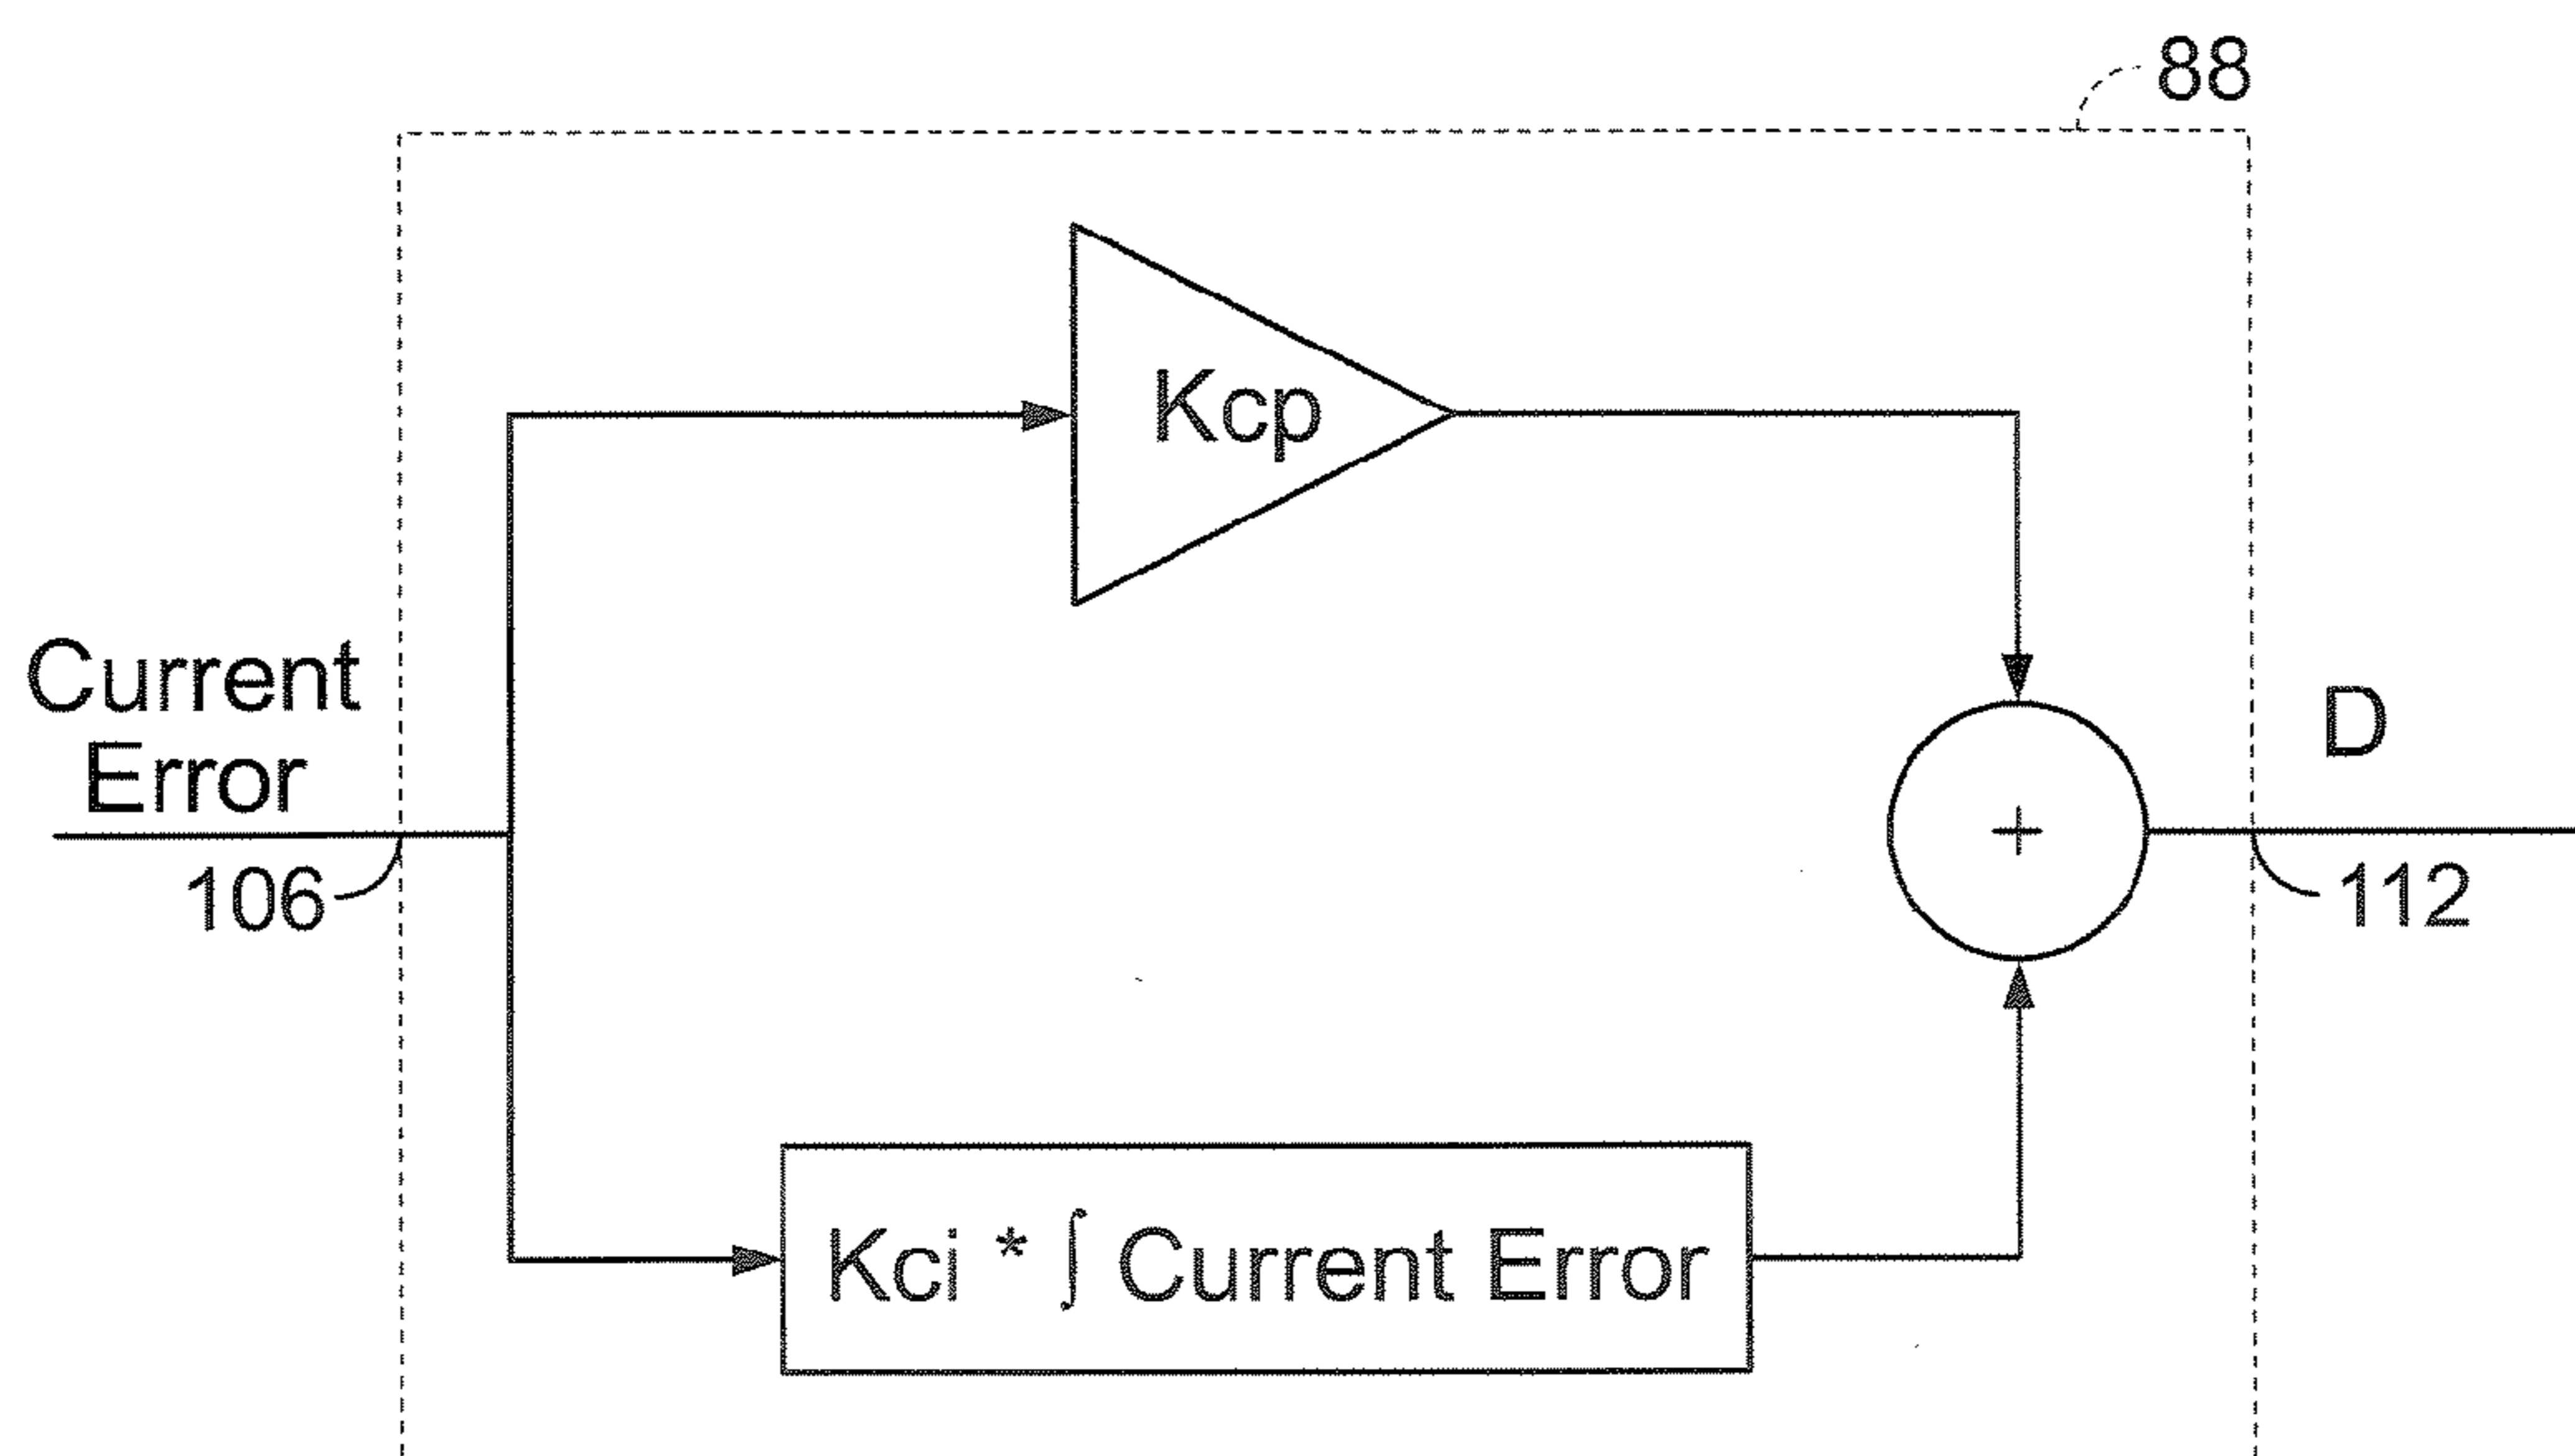 88
Kcp
Current
Error
106
+
D
112
Kci * ∫ Current Error